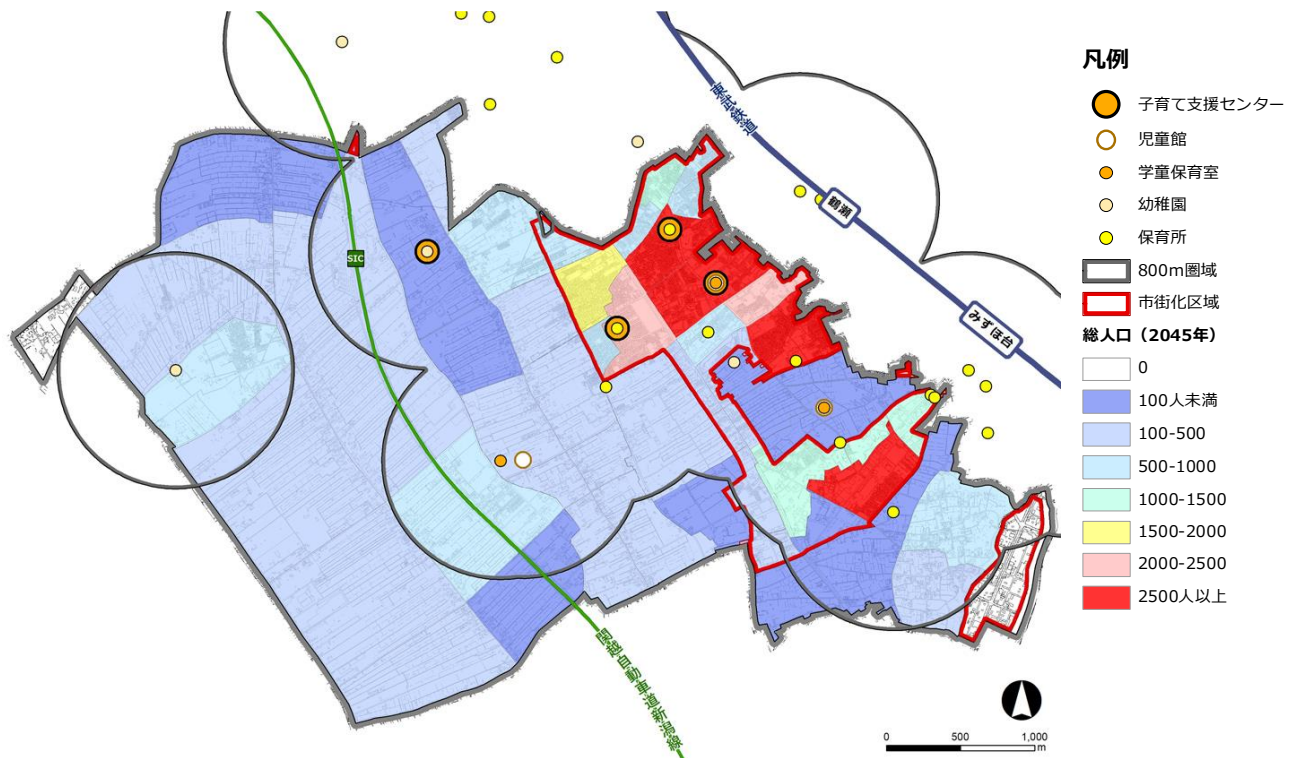 凡例
子育て支援センター
児童館
学童保育室
幼稚園
保育所
800m圏域
市街化区域
総人口（2045年）
0
100人未満
100-500
500-1000
1000-1500
1500-2000
2000-2500
2500人以上
東武鉄道
鶴瀬
みずほ台
SIC
関越自動車道新潟線
0 500 1,000
m